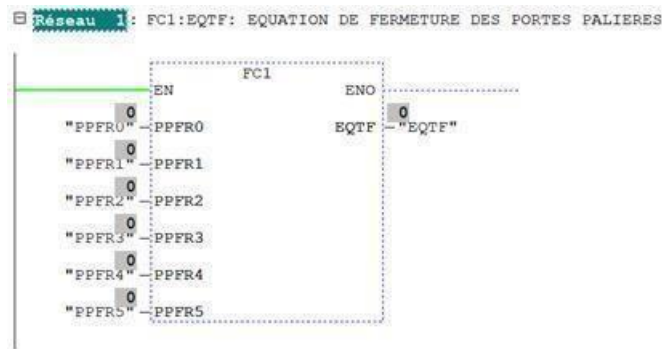 Réseau 1: FC1:EQTF: EQUATION DE FERMETURE DES PORTES PALIERES
FC1
EN ENO
0 0
"PPFR0" PPFR0 EQTF "EQTF"
0
"PPFR1" PPFR1
0
"PPFR2" PPFR2
0
"PPFR3" PPFR3
0
"PPFR4" PPFR4
0
"PPFR5" PPFR5